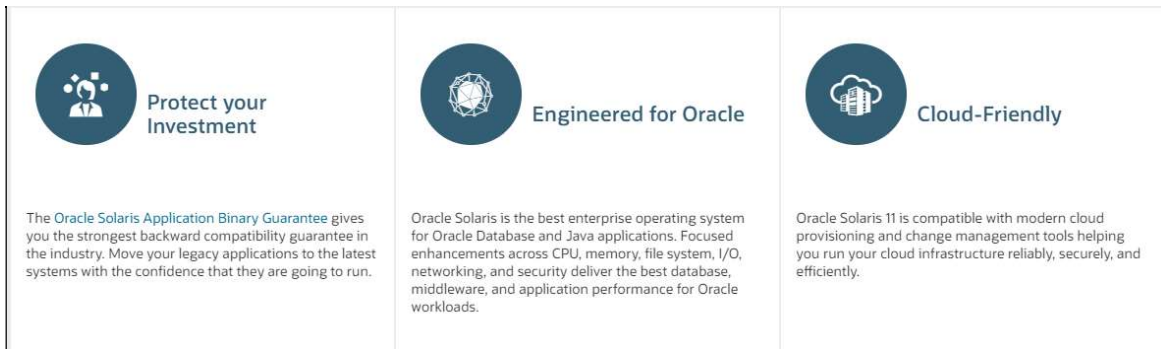 Protect your
Investment
The Oracle Solaris Application Binary Guarantee gives
you the strongest backward compatibility guarantee in
the industry. Move your legacy applications to the latest
systems with the confidence that they are going to run.
Engineered for Oracle
Oracle Solaris is the best enterprise operating system
for Oracle Database and Java applications. Focused
enhancements across CPU, memory, file system, I/O,
networking, and security deliver the best database,
middleware, and application performance for Oracle
workloads.
Cloud-Friendly
Oracle Solaris 11 is compatible with modern cloud
provisioning and change management tools helping
you run your cloud infrastructure reliably, securely, and
efficiently.